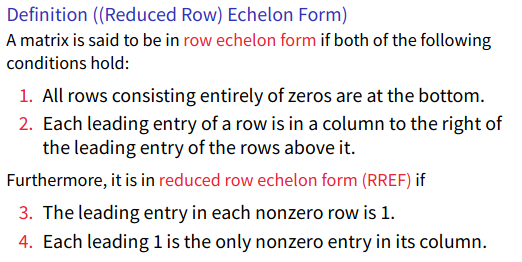 Definition ((Reduced Row) Echelon Form)
A matrix is said to be in row echelon form if both of the following
conditions hold:
1. All rows consisting entirely of zeros are at the bottom.
2. Each leading entry of a row is in a column to the right of
the leading entry of the rows above it.
Furthermore, it is in reduced row echelon form (RREF) if
3. The leading entry in each nonzero row is 1.
4. Each leading 1 is the only nonzero entry in its column.